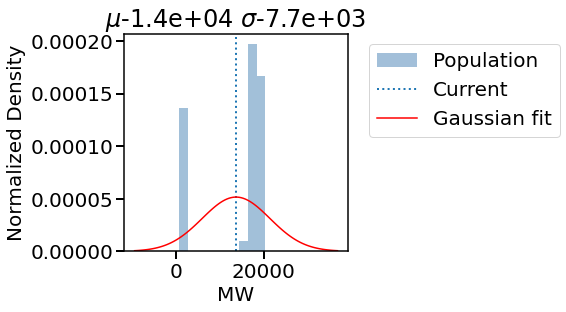 μ-1.4e+04 σ-7.7e+03
Normalized Density
0.00020
0.00015
0.00010
0.00005
0.00000
0
20000
MW
Population
Current
Gaussian fit